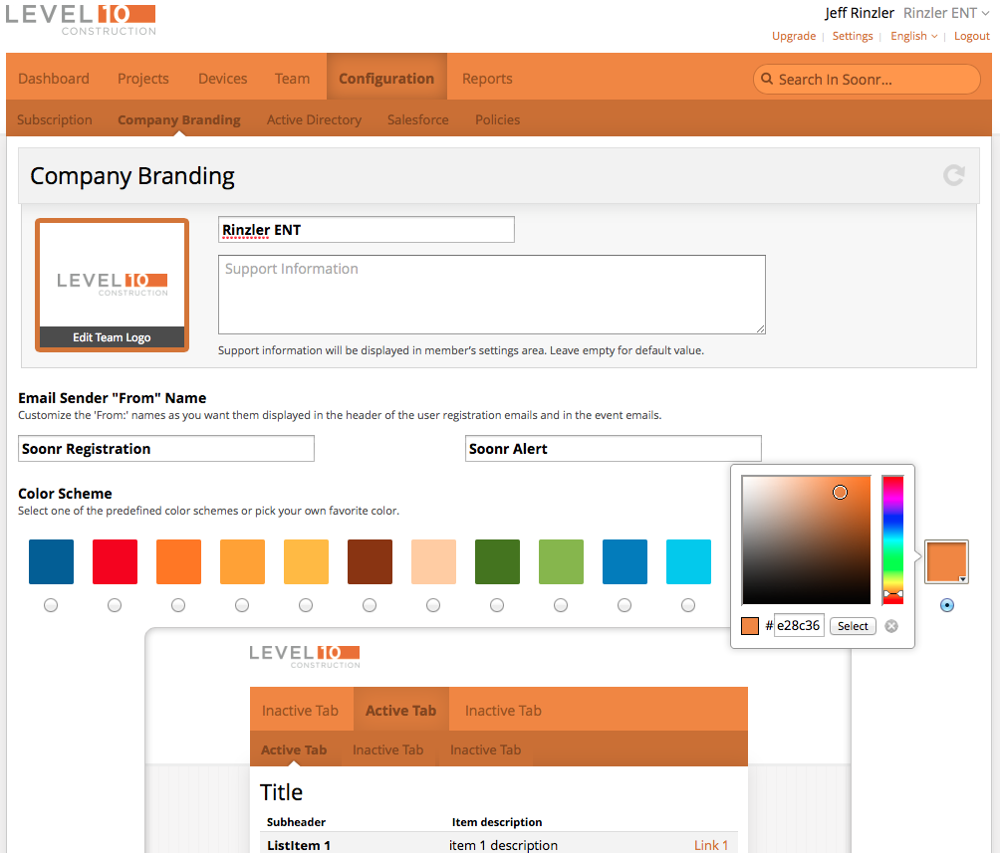 LEVEL 10
CONSTRUCTION
Jeff Rinzler Rinzler ENT
Upgrade | Settings | English | Logout
Dashboard Projects Devices Team Configuration Reports Search In Soonr...
Subscription Company Branding Active Directory Salesforce Policies
Company Branding
Rinzler ENT
Support Information
LEVEL 10
CONSTRUCTION
Edit Team Logo
Support information will be displayed in member's settings area. Leave empty for default value.
Email Sender "From" Name
Customize the 'From:' names as you want them displayed in the header of the user registration emails and in the event emails.
Soonr Registration Soonr Alert
Color Scheme
Select one of the predefined color schemes or pick your own favorite color.
# e28c36 Select
LEVEL 10
CONSTRUCTION
Inactive Tab Active Tab Inactive Tab
Active Tab Inactive Tab Inactive Tab
Title
Subheader Item description
ListItem 1 item 1 description Link 1